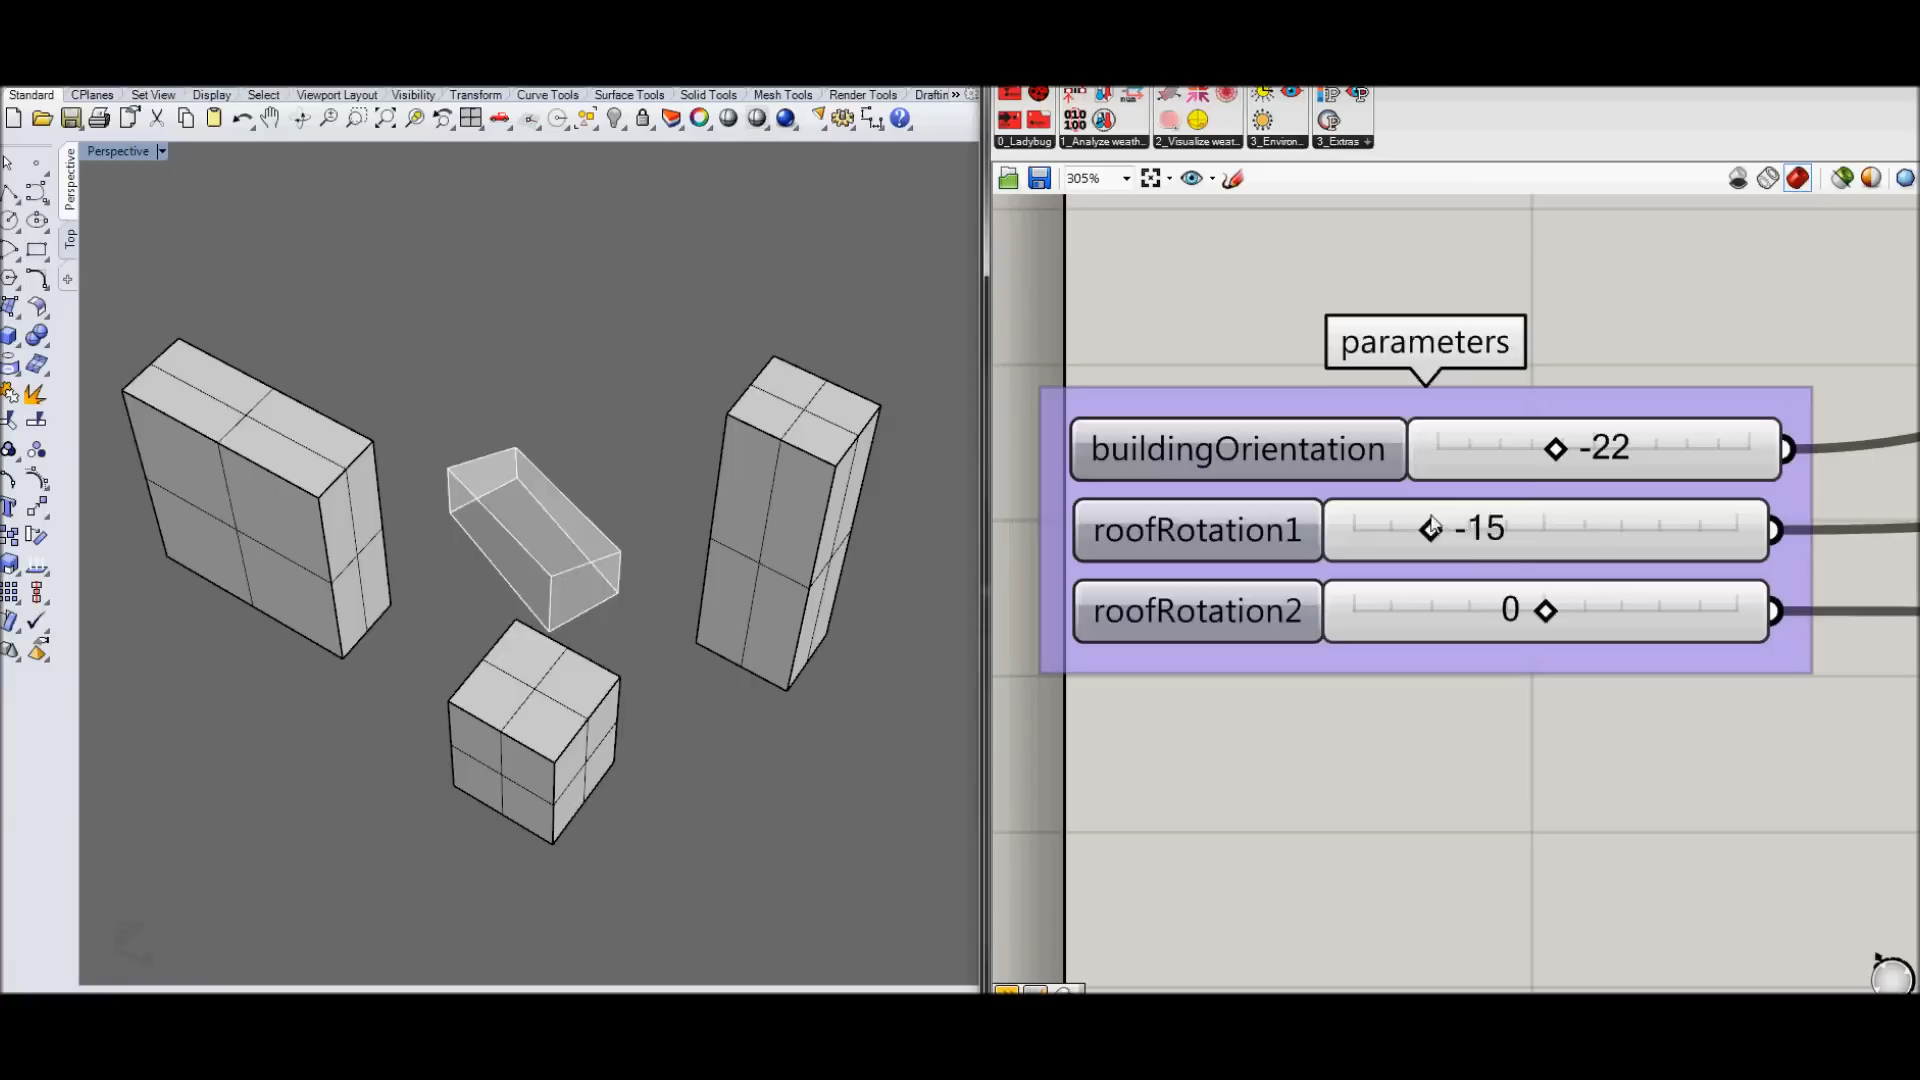 Standard CPlanes Set View Display Select Viewport Layout Visibility Transform Curve Tools Surface Tools Solid Tools Mesh Tools Render Tools Draftin »
Perspective
Perspective
Top
0_Ladybug 1_Analyze weath.. 2_Visualize weat.. 3_Environ... 3_Extras +
010
100
305%
parameters
buildingOrientation -22
roofRotation1 -15
roofRotation2 0